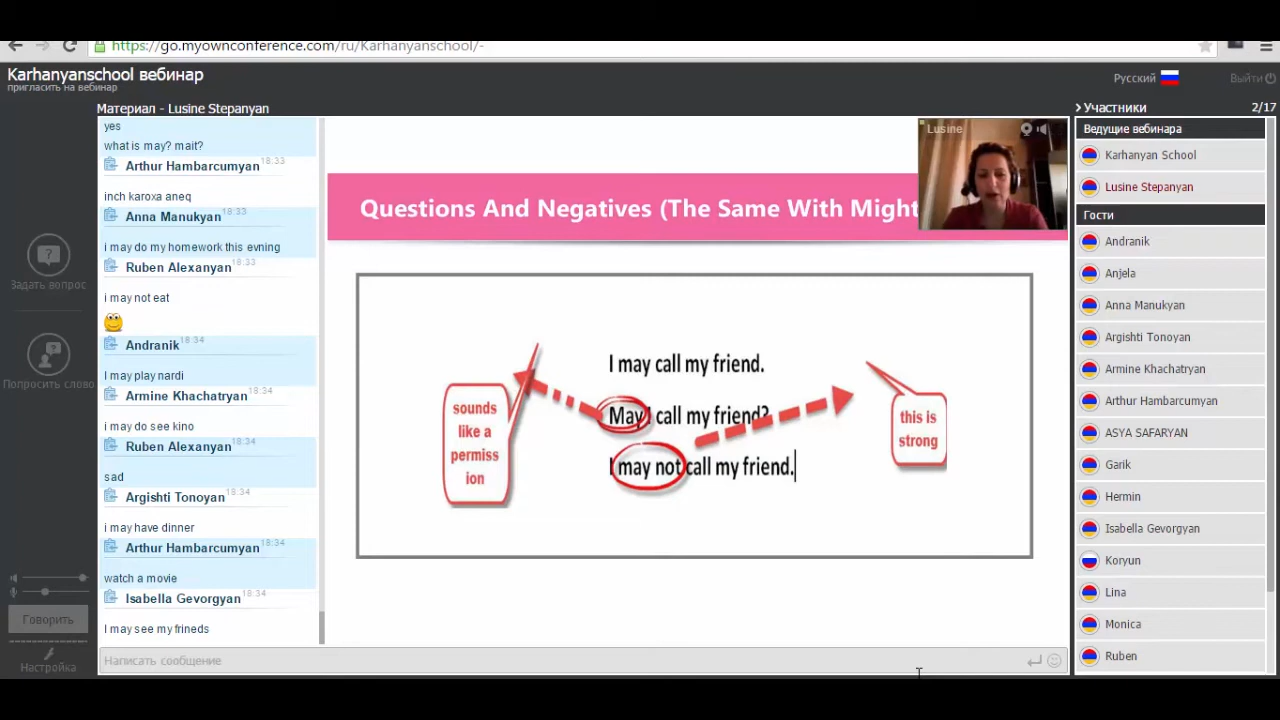 https://go.myownconference.com/ru/Karhanyanschool/-
Karhanyanschool вебинар
пригласить на вебинар
Русский
Выйти
Материал - Lusine Stepanyan
Задать вопрос
Попросить слово
Говорить
Настройка
yes
what is may? mait?
Arthur Hambarcumyan 18:33
inch karoxa aneq
Anna Manukyan 18:33
i may do my homework this evning
Ruben Alexanyan 18:33
i may not eat
Andranik 18:34
I may play nardi
Armine Khachatryan 18:34
i may do see kino
Ruben Alexanyan 18:34
sad
Argishti Tonoyan 18:34
i may have dinner
Arthur Hambarcumyan 18:34
watch a movie
Isabella Gevorgyan 18:34
I may see my frineds
Написать сообщение
Questions And Negatives (The Same With Might
Lusine
I may call my friend.
May I call my friend?
I may not call my friend.
sounds
like a
permiss
ion
this is
strong
Участники 2/17
Ведущие вебинара
Karhanyan School
Lusine Stepanyan
Гости
Andranik
Anjela
Anna Manukyan
Argishti Tonoyan
Armine Khachatryan
Arthur Hambarcumyan
ASYA SAFARYAN
Garik
Hermin
Isabella Gevorgyan
Koryun
Lina
Monica
Ruben